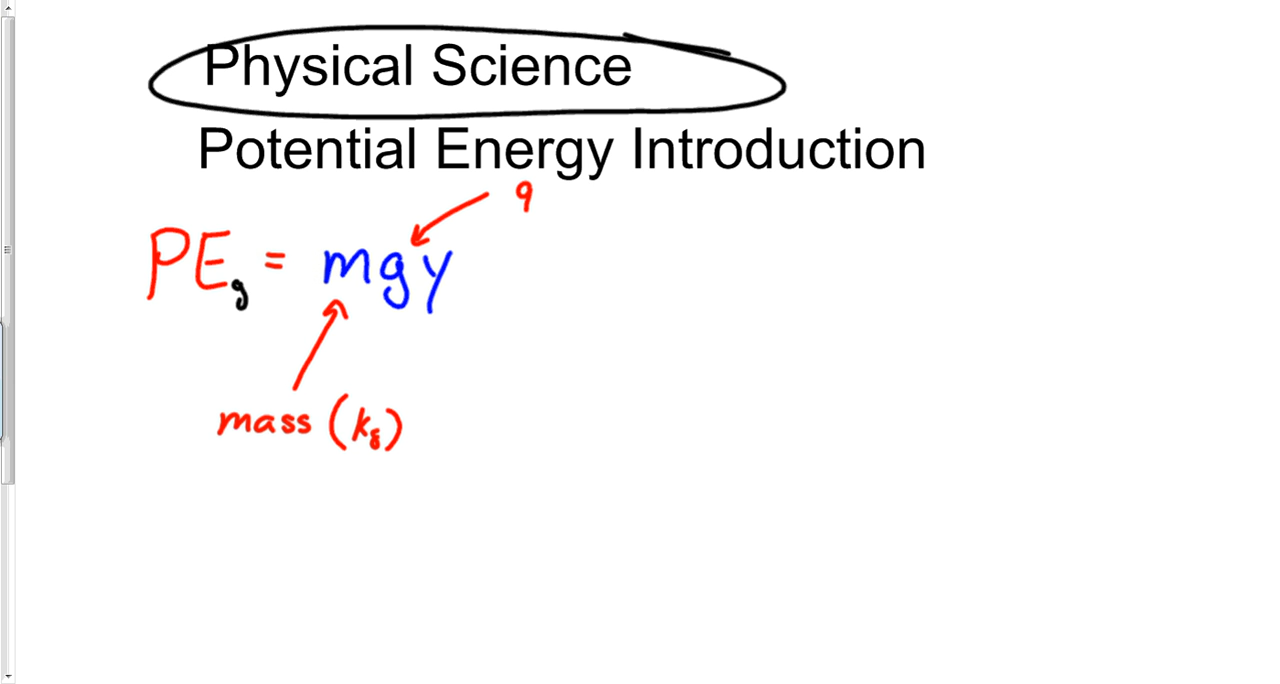 Physical Science
Potential Energy Introduction
9
PEg = mgy
mass (kg)